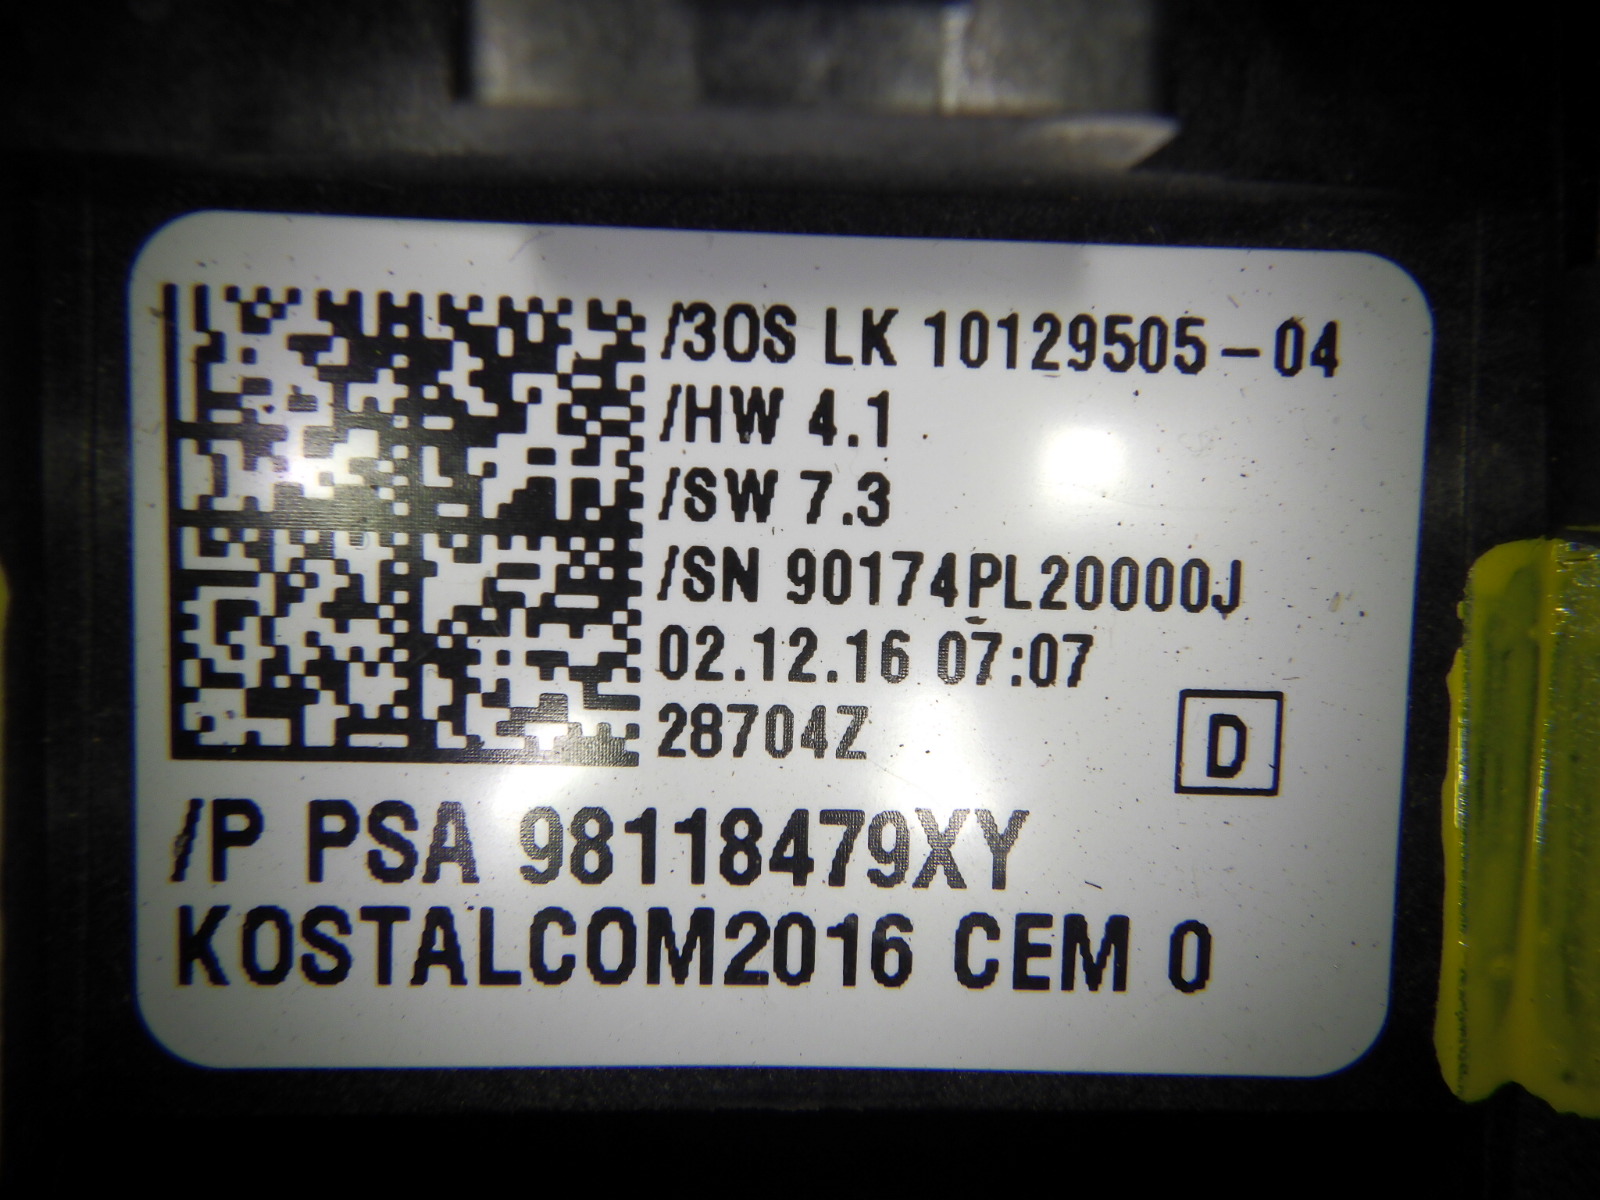 /3OS LK 10129505-04
/HW 4.1
/SW 7.3
/SN 90174PL20000J
02.12.16 07:07
28704Z
D
/P PSA 98118479XY
KOSTALCOM2016 CEM 0